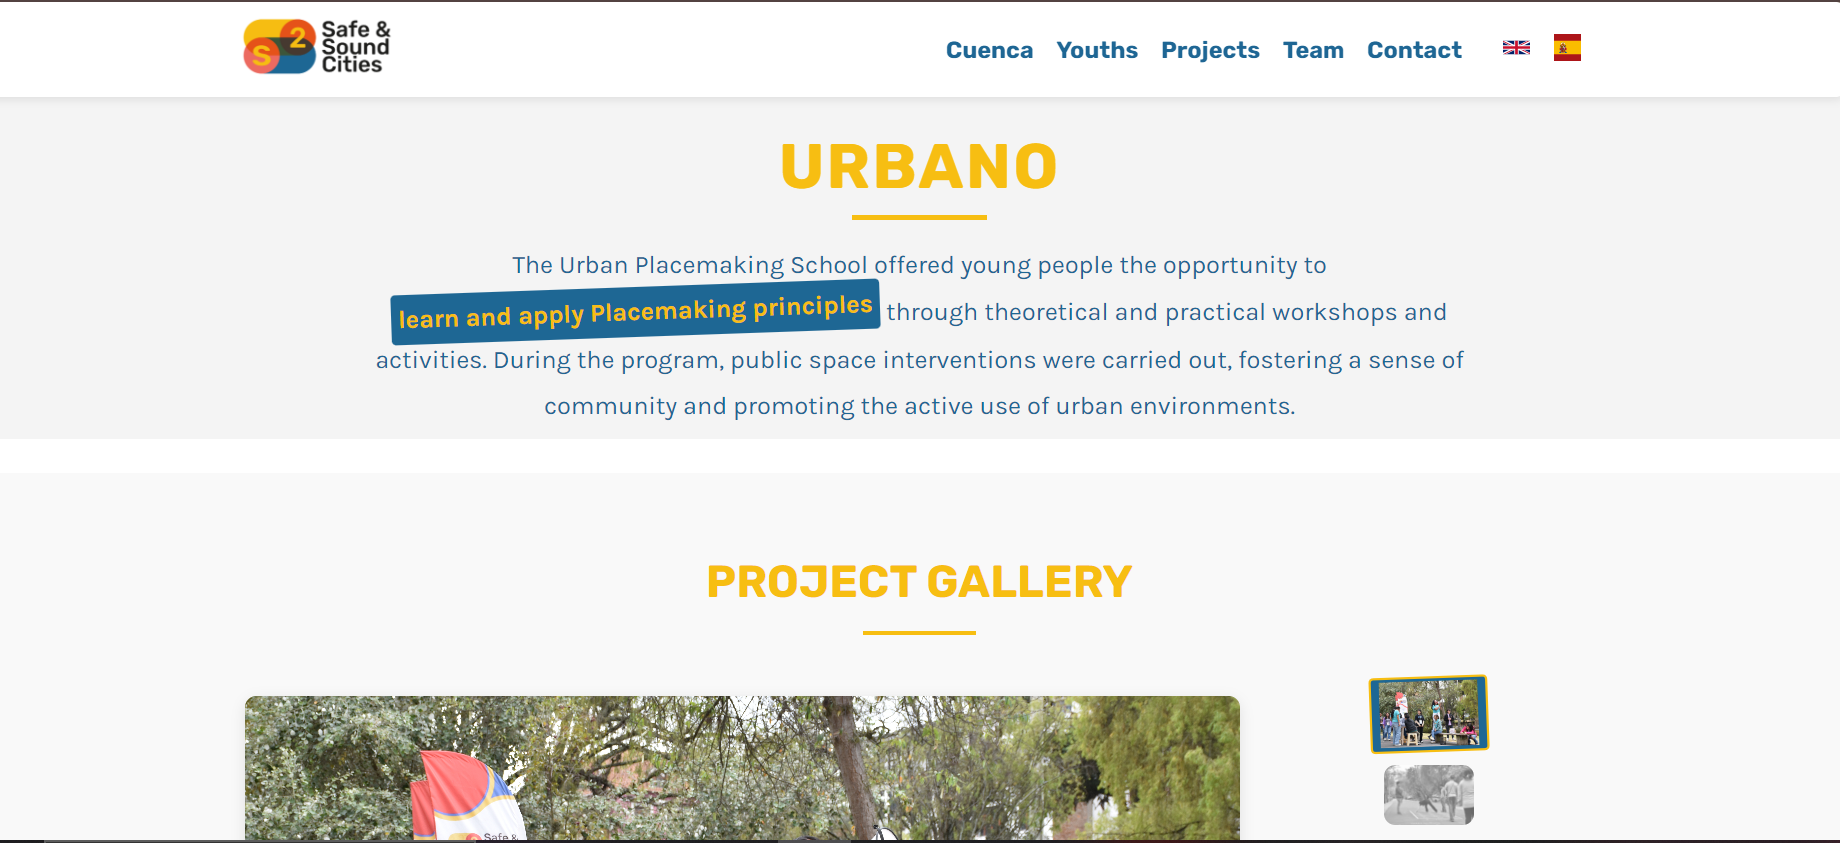 S2 Safe &
Sound
Cities
Cuenca Youths Projects Team Contact
URBANO
The Urban Placemaking School offered young people the opportunity to
learn and apply Placemaking principles through theoretical and practical workshops and
activities. During the program, public space interventions were carried out, fostering a sense of
community and promoting the active use of urban environments.
PROJECT GALLERY
Safe &